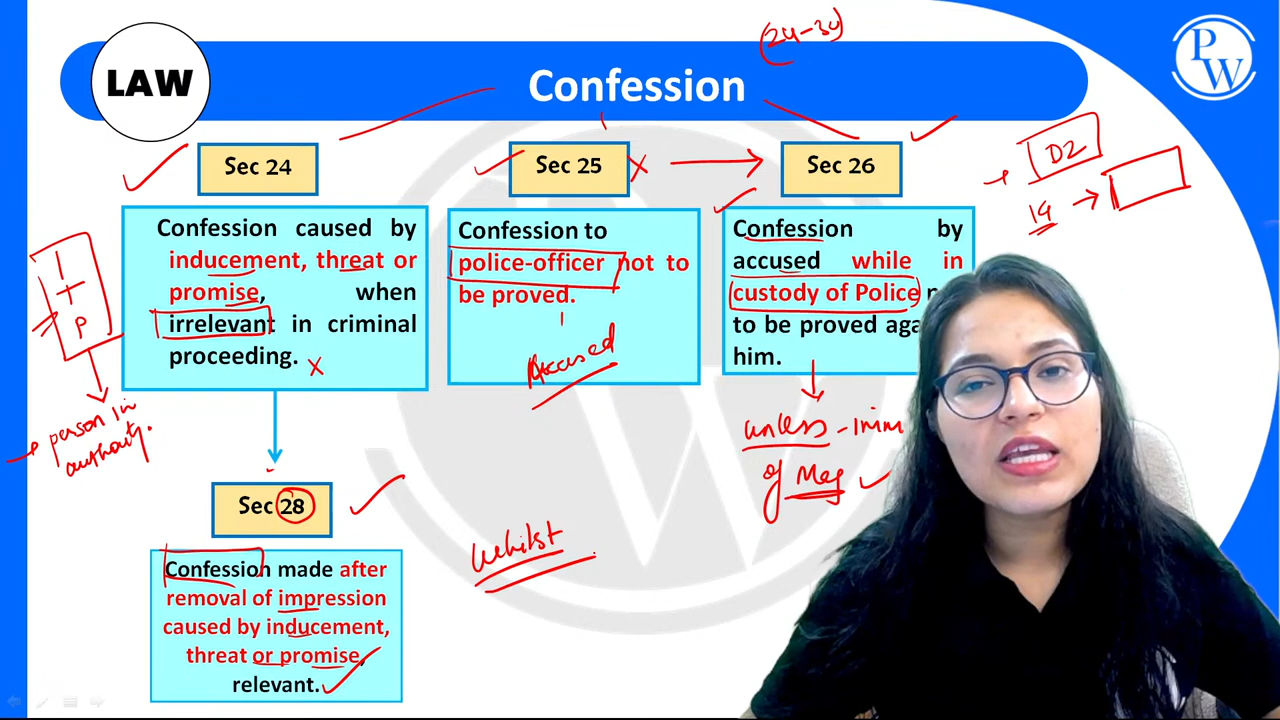 (24-30)
LAW
Confession
PW
Sec 24
Sec 25
Sec 26
D2
19
Confession caused by
inducement, threat or
promise, when
irrelevant in criminal
proceeding.
I
T
P
person in
authority.
Confession to
police-officer not to
be proved.
Accused
Confession by
accused while in
custody of Police
to be proved aga
him.
unless - imm
of Mag
Sec 28
Confession made after
removal of impression
caused by inducement,
threat or promise,
relevant.
Whilst